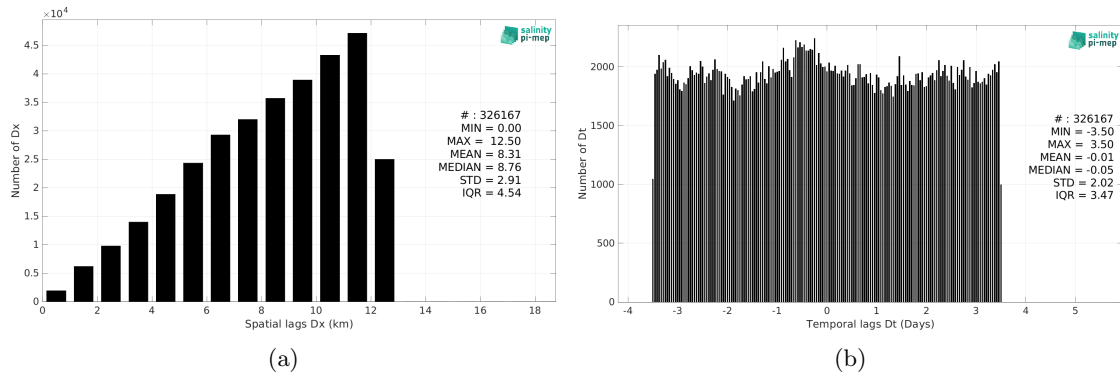 ×10⁴
4.5
4
3.5
3
2.5
2
1.5
1
0.5
0
Number of Dx
0 2 4 6 8 10 12 14 16 18
Spatial lags Dx (km)
salinity
pi-mep
# : 326167
MIN = 0.00
MAX = 12.50
MEAN = 8.31
MEDIAN = 8.76
STD = 2.91
IQR = 4.54
(a)
2000
1500
1000
500
0
Number of Dt
-4 -3 -2 -1 0 1 2 3 4 5
Temporal lags Dt (Days)
salinity
pi-mep
# : 326167
MIN = -3.50
MAX = 3.50
MEAN = -0.01
MEDIAN = -0.05
STD = 2.02
IQR = 3.47
(b)